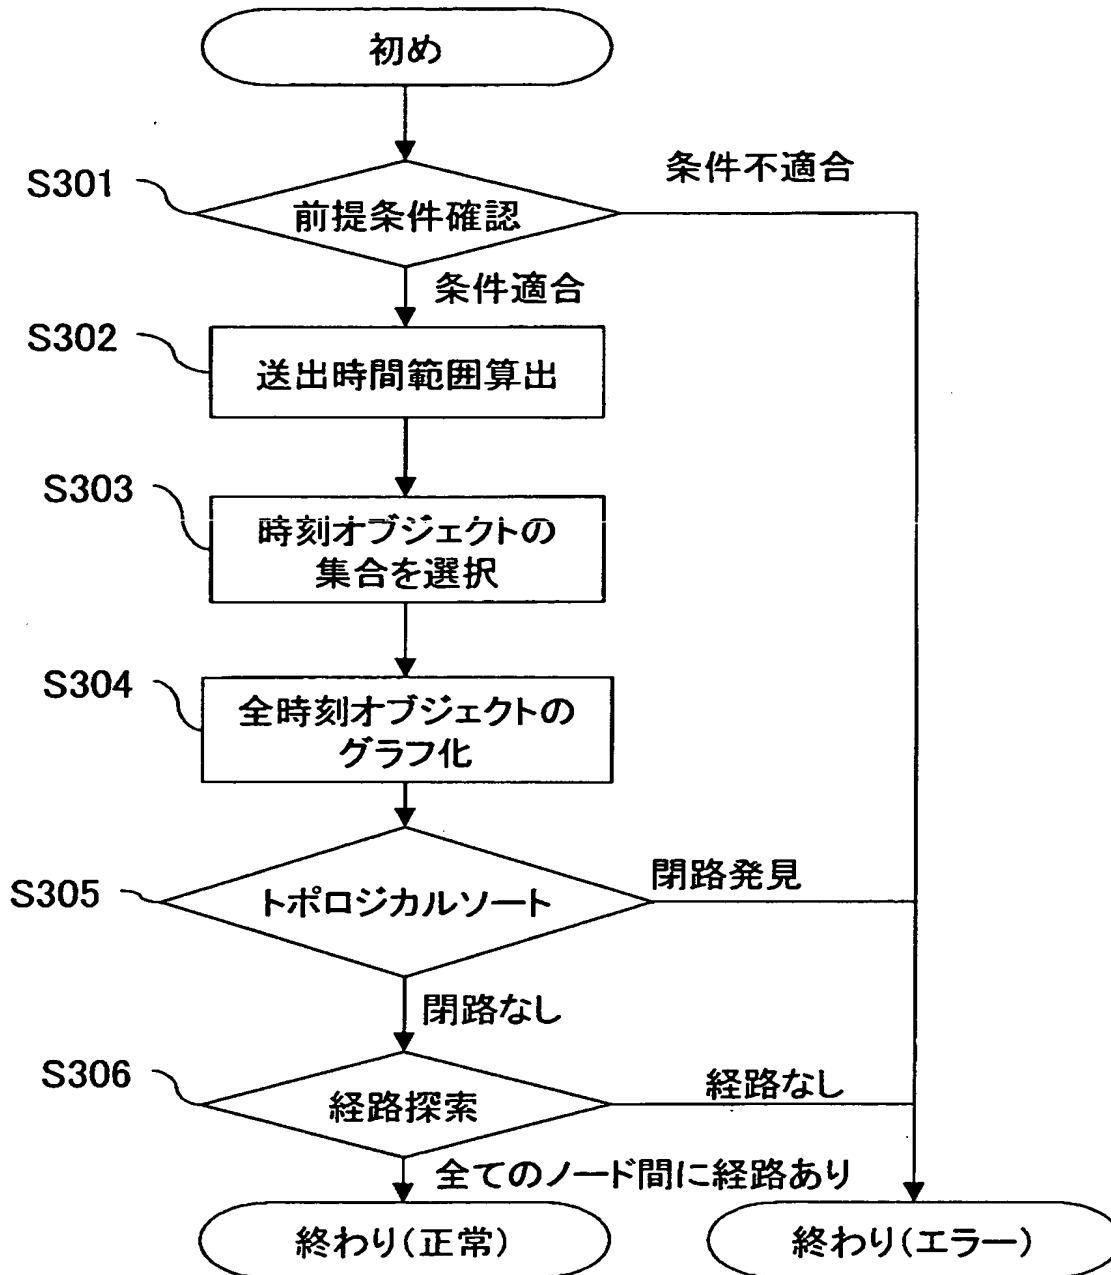 初め
条件不適合
S301
前提条件確認
条件適合
S302
送出時間範囲算出
S303
時刻オブジェクトの
集合を選択
S304
全時刻オブジェクトの
グラフ化
閉路発見
S305
トポロジカルソート
閉路なし
S306
経路なし
経路探索
全てのノード間に経路あり
終わり(正常)
終わり(エラー)